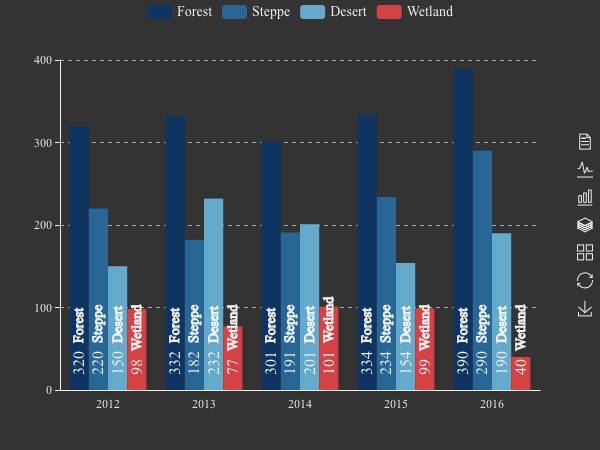 Forest Steppe Desert Wetland
400
300
200
100
0
320 Forest
220 Steppe
150 Desert
98 Wetland
332 Forest
182 Steppe
232 Desert
77 Wetland
301 Forest
191 Steppe
201 Desert
101 Wetland
334 Forest
234 Steppe
154 Desert
99 Wetland
390 Forest
290 Steppe
190 Desert
40 Wetland
2012 2013 2014 2015 2016